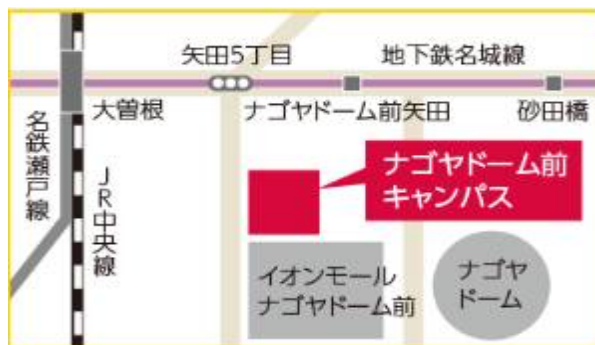 矢田5丁目
地下鉄名城線
大曽根
ナゴヤドーム前矢田
砂田橋
名鉄瀬戸線
JR中央線
ナゴヤドーム前
キャンパス
イオンモール
ナゴヤドーム前
ナゴヤ
ドーム